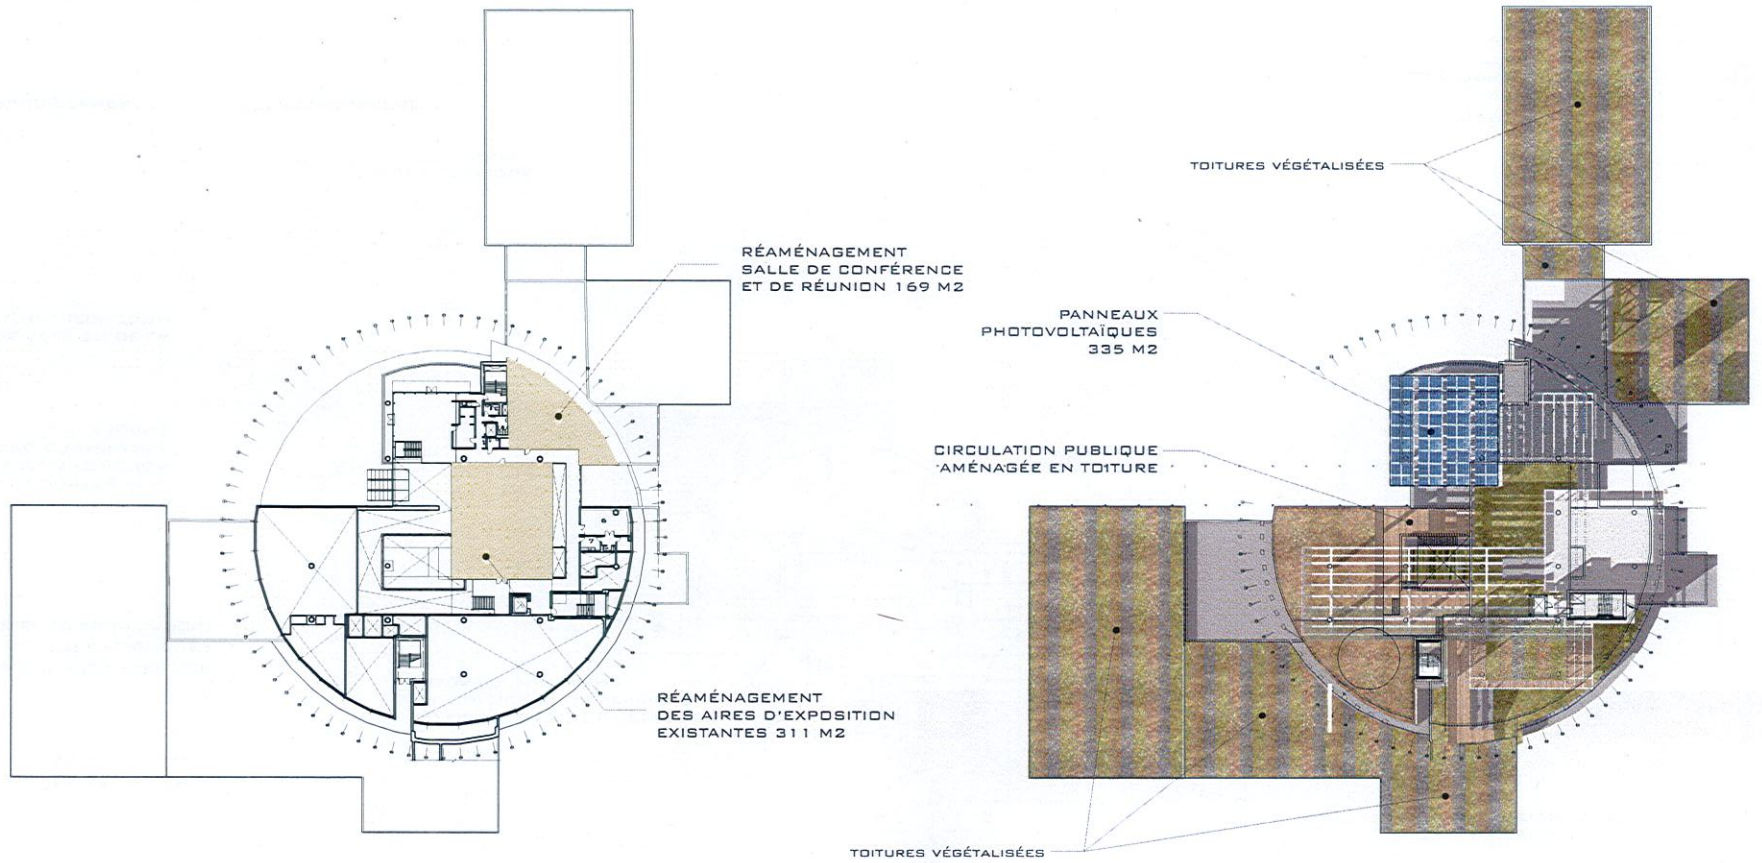 RÉAMÉNAGEMENT
SALLE DE CONFÉRENCE
ET DE RÉUNION 169 M2
RÉAMÉNAGEMENT
DES AIRES D'EXPOSITION
EXISTANTES 311 M2
TOITURES VÉGÉTALISÉES
PANNEAUX
PHOTOVOLTAÏQUES
335 M2
CIRCULATION PUBLIQUE
AMÉNAGÉE EN TOITURE
TOITURES VÉGÉTALISÉES